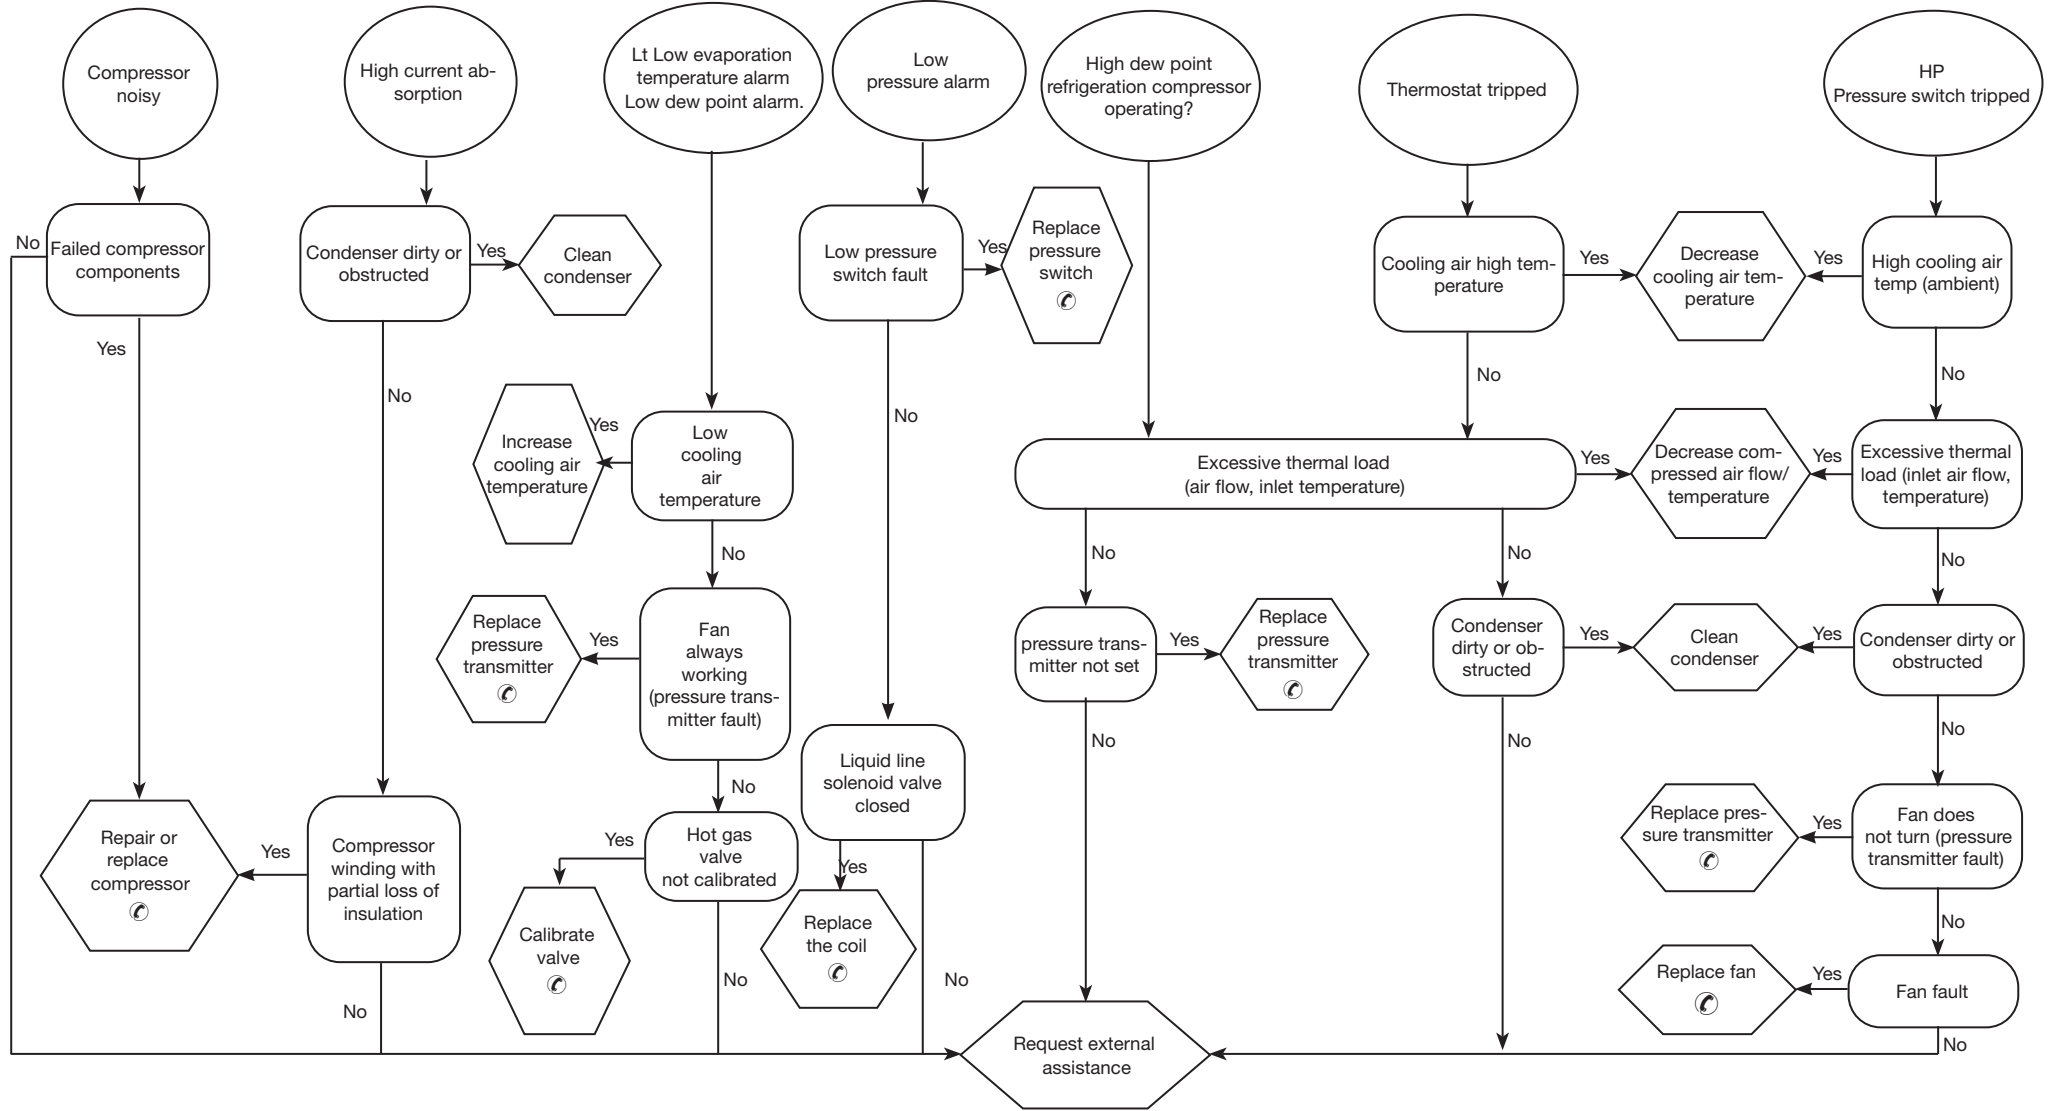 Compressor
noisy
High current ab-
sorption
Lt Low evaporation
temperature alarm
Low dew point alarm.
Low
pressure alarm
High dew point
refrigeration compressor
operating?
Thermostat tripped
HP
Pressure switch tripped
No
Failed compressor
components
Yes
Condenser dirty or
obstructed
Yes
Clean
condenser
No
Low pressure
switch fault
Yes
Replace
pressure
switch
No
Cooling air high tem-
perature
Yes
Decrease
cooling air tem-
perature
Yes
High cooling air
temp (ambient)
No
No
Increase
cooling air
temperature
Yes
Low
cooling
air
temperature
No
Excessive thermal load
(air flow, inlet temperature)
Yes
Decrease com-
pressed air flow/
temperature
Yes
Excessive thermal
load (inlet air flow,
temperature)
No
No
No
Replace
pressure
transmitter
Yes
Fan
always
working
(pressure trans-
mitter fault)
No
pressure trans-
mitter not set
Yes
Replace
pressure
transmitter
No
Condenser
dirty or ob-
structed
Yes
Clean
condenser
Yes
Condenser dirty or
obstructed
No
No
Liquid line
solenoid valve
closed
Yes
Replace
the coil
No
Repair or
replace
compressor
Yes
Compressor
winding with
partial loss of
insulation
No
Yes
Hot gas
valve
not calibrated
Calibrate
valve
No
Replace pres-
sure transmitter
Yes
Fan does
not turn (pressure
transmitter fault)
No
Replace fan
Yes
Fan fault
No
Request external
assistance